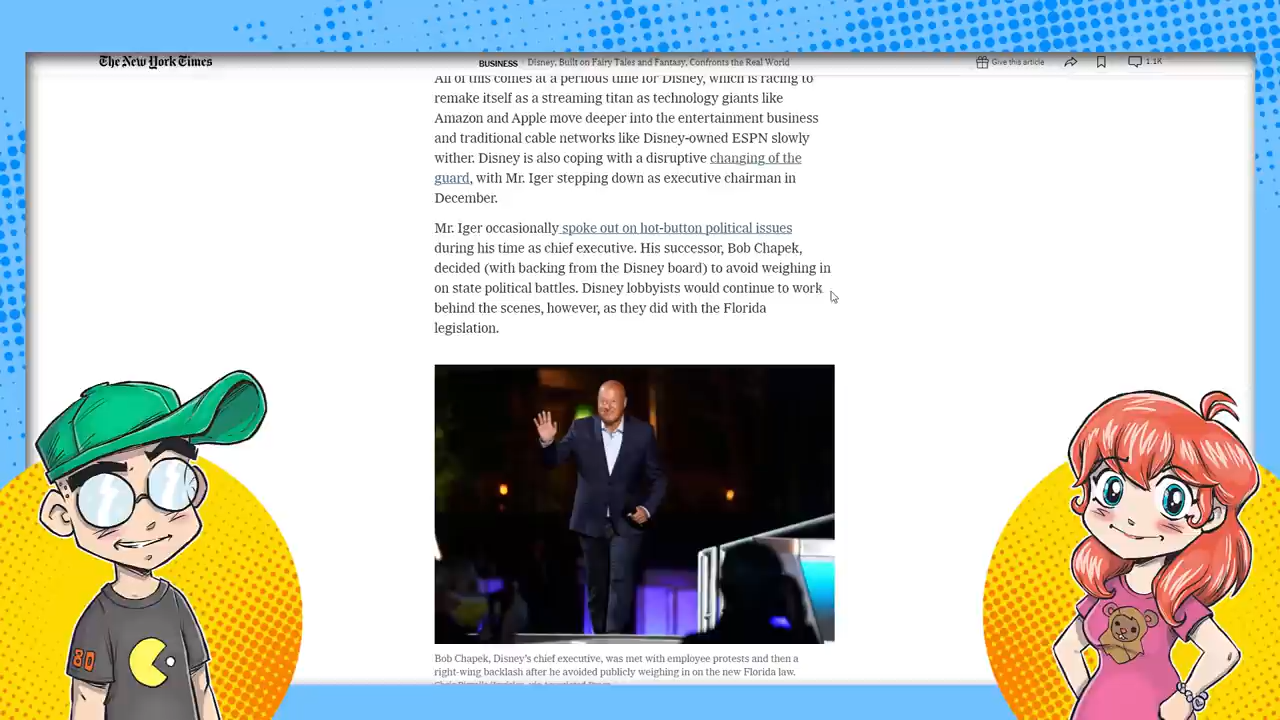 The New York Times
BUSINESS Disney, Built on Fairy Tales and Fantasy, Confronts the Real World
Give this article
1.1K
All of this comes at a perilous time for Disney, which is racing to
remake itself as a streaming titan as technology giants like
Amazon and Apple move deeper into the entertainment business
and traditional cable networks like Disney-owned ESPN slowly
wither. Disney is also coping with a disruptive changing of the
guard, with Mr. Iger stepping down as executive chairman in
December.
Mr. Iger occasionally spoke out on hot-button political issues
during his time as chief executive. His successor, Bob Chapek,
decided (with backing from the Disney board) to avoid weighing in
on state political battles. Disney lobbyists would continue to work
behind the scenes, however, as they did with the Florida
legislation.
Bob Chapek, Disney's chief executive, was met with employee protests and then a
right-wing backlash after he avoided publicly weighing in on the new Florida law.
80